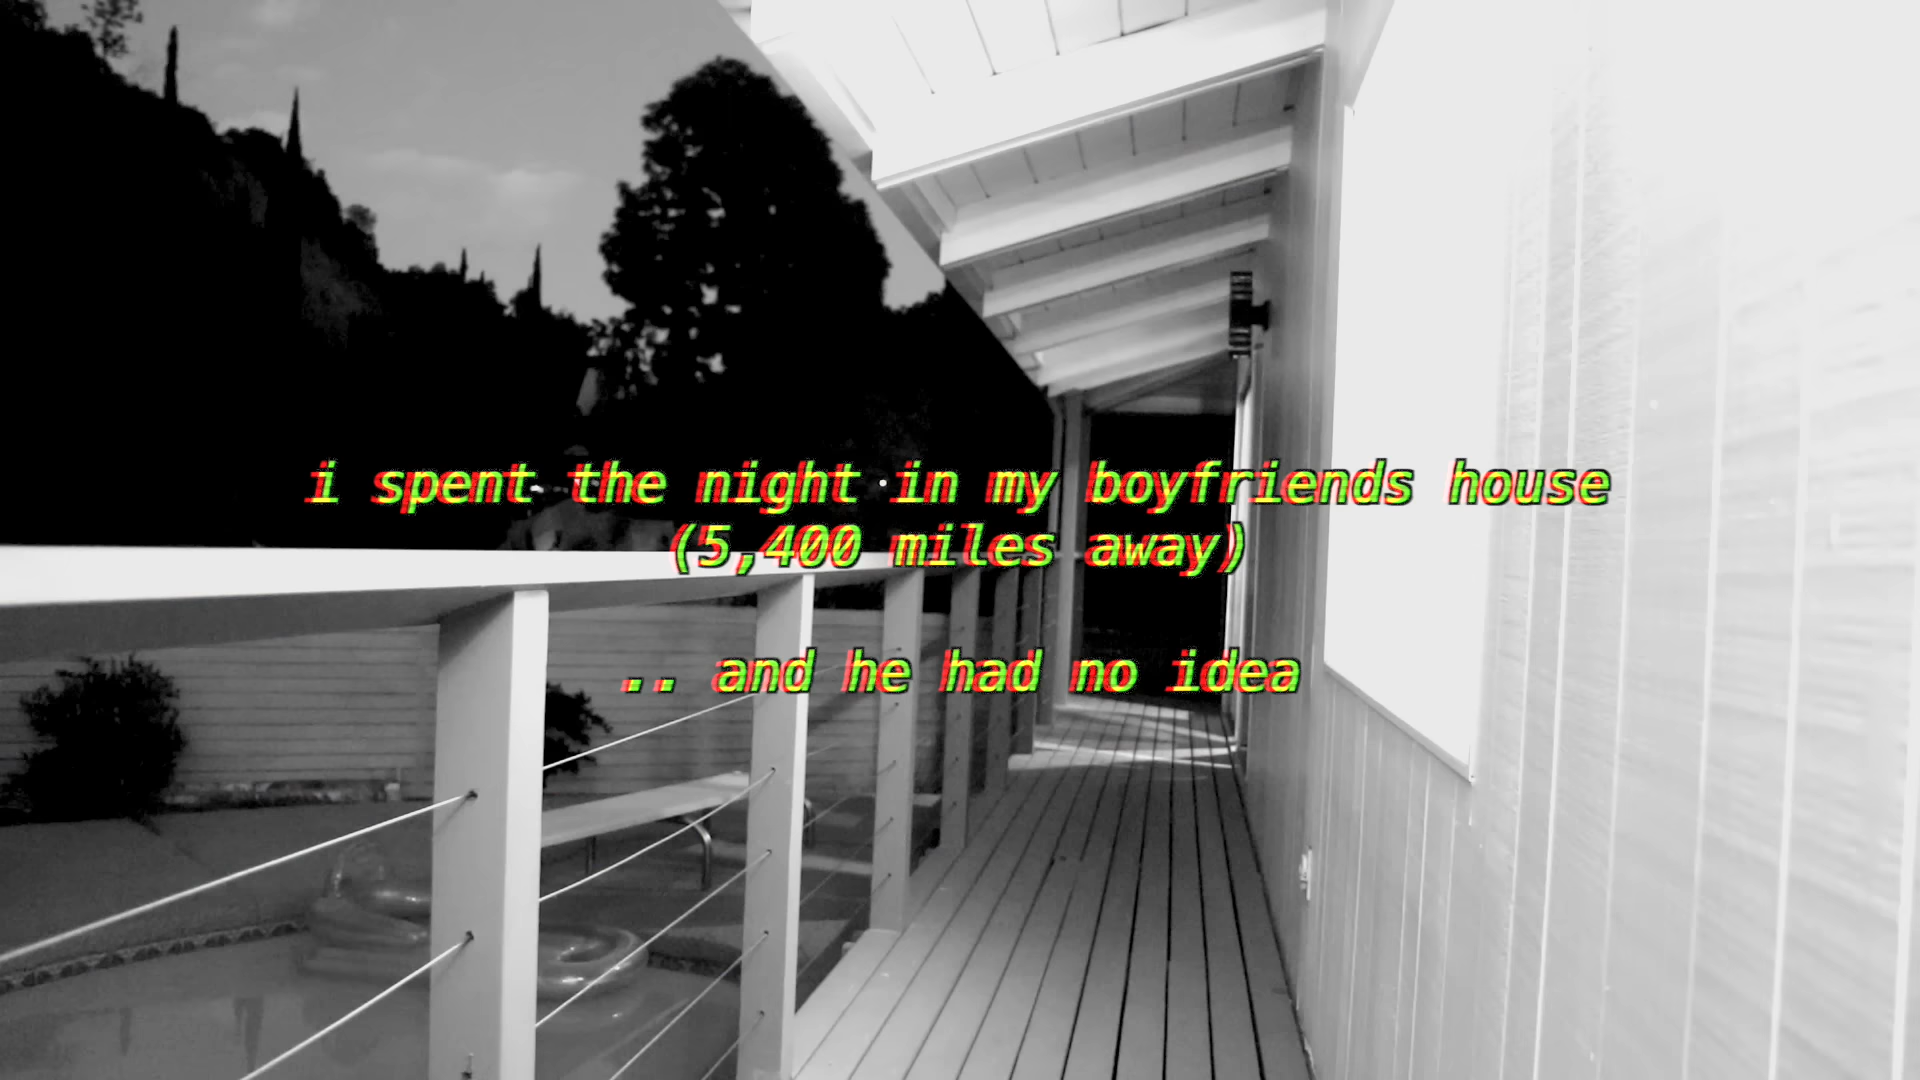 i spent the night in my boyfriends house
(5,400 miles away)
.. and he had no idea